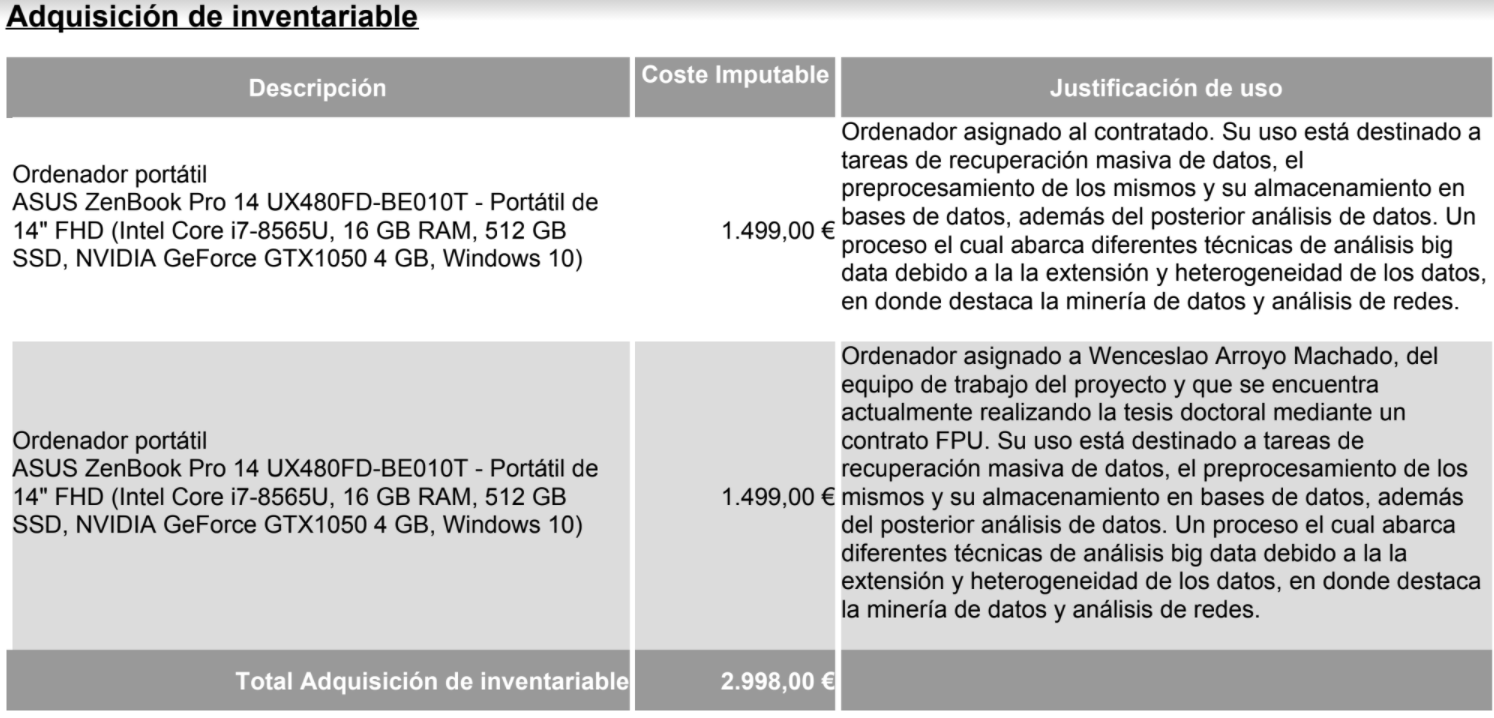 Adquisición de inventariable
Descripción
Coste Imputable
Justificación de uso
Ordenador portátil
ASUS ZenBook Pro 14 UX480FD-BE010T - Portátil de
14" FHD (Intel Core i7-8565U, 16 GB RAM, 512 GB
SSD, NVIDIA GeForce GTX1050 4 GB, Windows 10)
1.499,00 €
Ordenador asignado al contratado. Su uso está destinado a
tareas de recuperación masiva de datos, el
preprocesamiento de los mismos y su almacenamiento en
bases de datos, además del posterior análisis de datos. Un
proceso el cual abarca diferentes técnicas de análisis big
data debido a la la extensión y heterogeneidad de los datos,
en donde destaca la minería de datos y análisis de redes.
Ordenador portátil
ASUS ZenBook Pro 14 UX480FD-BE010T - Portátil de
14" FHD (Intel Core i7-8565U, 16 GB RAM, 512 GB
SSD, NVIDIA GeForce GTX1050 4 GB, Windows 10)
1.499,00 €
Ordenador asignado a Wenceslao Arroyo Machado, del
equipo de trabajo del proyecto y que se encuentra
actualmente realizando la tesis doctoral mediante un
contrato FPU. Su uso está destinado a tareas de
recuperación masiva de datos, el preprocesamiento de los
mismos y su almacenamiento en bases de datos, además
del posterior análisis de datos. Un proceso el cual abarca
diferentes técnicas de análisis big data debido a la la
extensión y heterogeneidad de los datos, en donde destaca
la minería de datos y análisis de redes.
Total Adquisición de inventariable
2.998,00 €